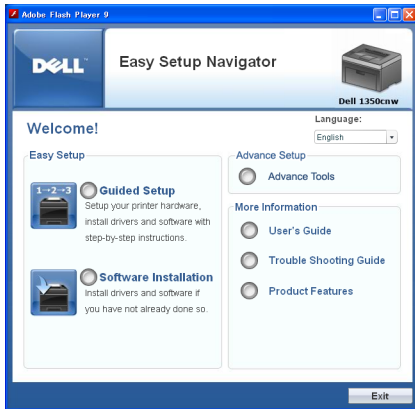 Adobe Flash Player 9
DELL™
Easy Setup Navigator
Dell 1350cnw
Welcome!
Language:
English
Easy Setup
1→2→3
Guided Setup
Setup your printer hardware,
install drivers and software with
step-by-step instructions.
Software Installation
Install drivers and software if
you have not already done so.
Advance Setup
Advance Tools
More Information
User's Guide
Trouble Shooting Guide
Product Features
Exit